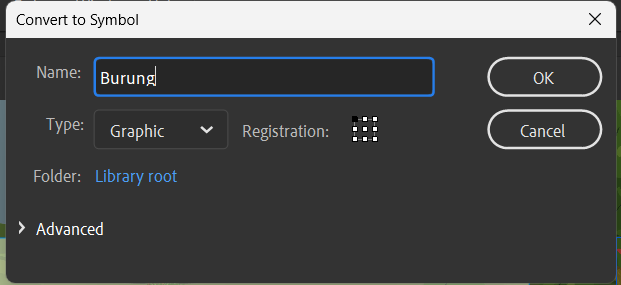 Convert to Symbol
Name: Burung OK
Type: Graphic Registration: Cancel
Folder: Library root
Advanced